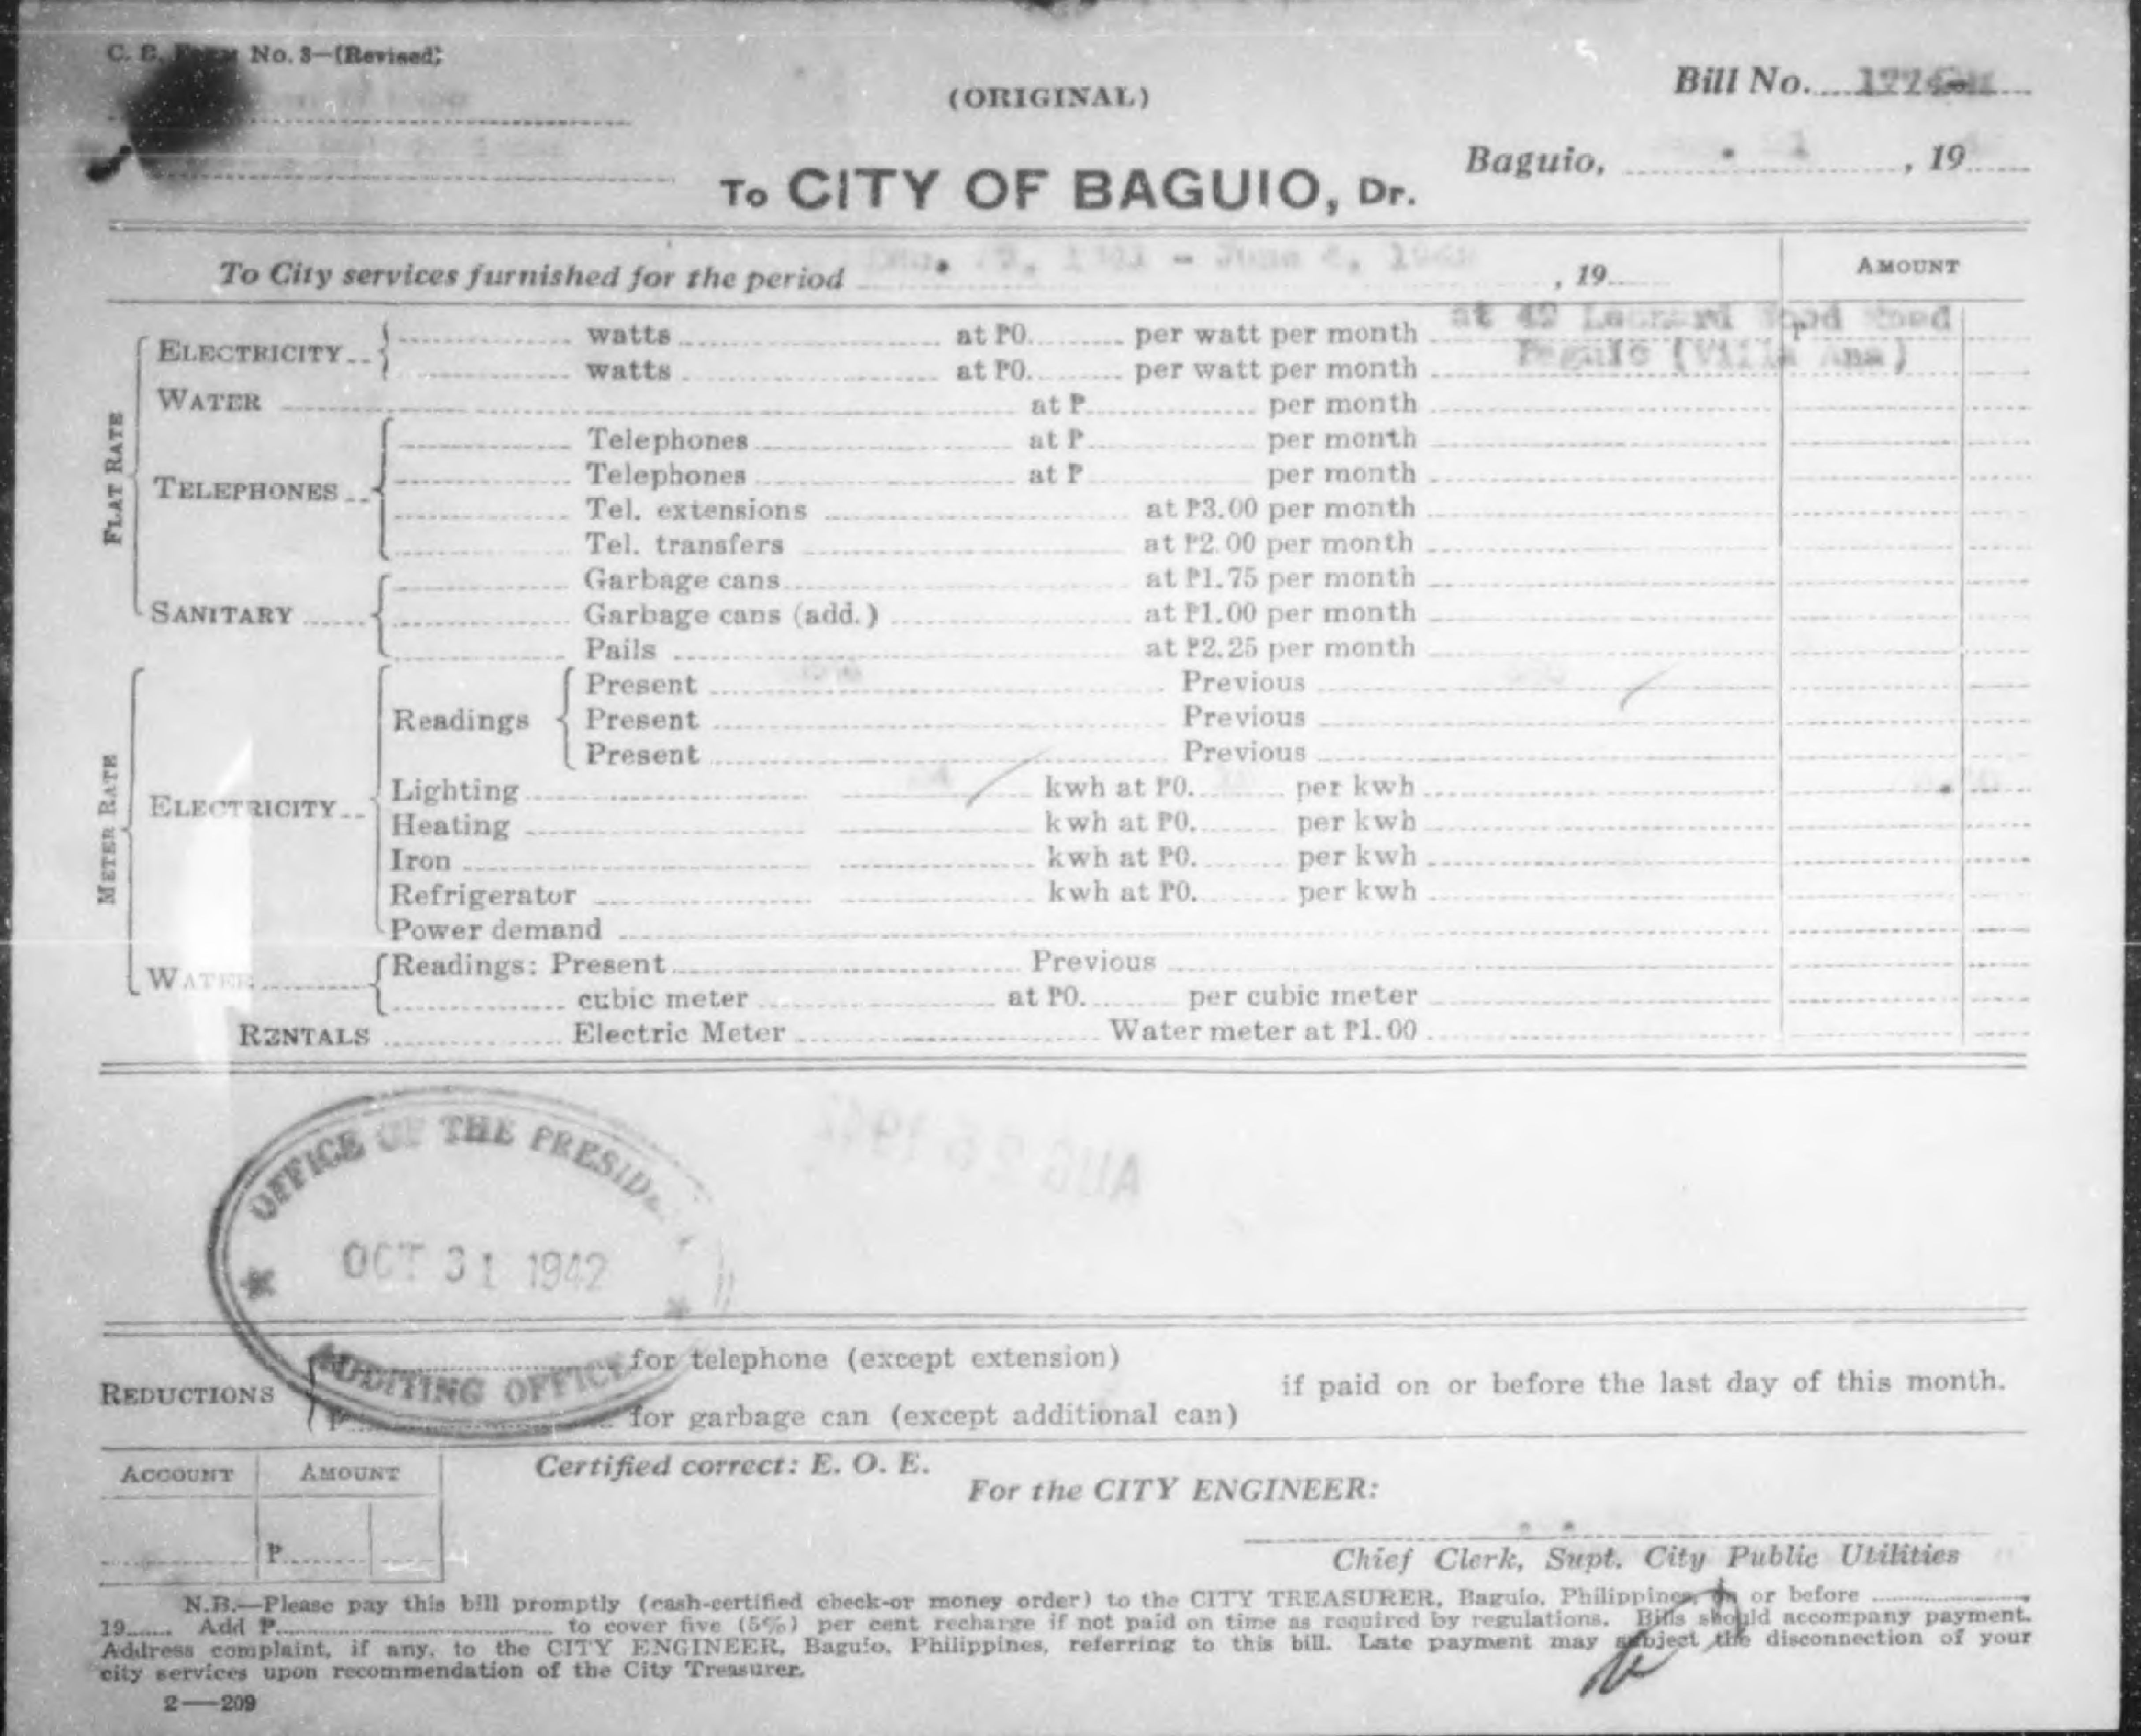 No. 3—(Revised)
(ORIGINAL)
Bill No.
Baguio, , 19
To CITY OF BAGUIO, Dr.
To City services furnished for the period - June , 19
AMOUNT
FLAT RATE
ELECTRICITY watts at ₱0. per watt per month at 42 Leonard Wood Road ₱
watts at ₱0. per watt per month Baguio (Villa Ana)
WATER at ₱ per month
TELEPHONES Telephones at ₱ per month
Telephones at ₱ per month
Tel. extensions at ₱3.00 per month
Tel. transfers at ₱2.00 per month
SANITARY Garbage cans at ₱1.75 per month
Garbage cans (add.) at ₱1.00 per month
Pails at ₱2.25 per month
METER RATE
ELECTRICITY Readings Present Previous
Present Previous
Present Previous
Lighting kwh at ₱0. per kwh
Heating kwh at ₱0. per kwh
Iron kwh at ₱0. per kwh
Refrigerator kwh at ₱0. per kwh
Power demand
WATER Readings: Present Previous
cubic meter at ₱0. per cubic meter
RENTALS Electric Meter Water meter at ₱1.00
AUG 26 1942
OFFICE OF THE
OCT 31 1942
AUDITING OFFICE
REDUCTIONS for telephone (except extension)
₱ for garbage can (except additional can)
if paid on or before the last day of this month.
ACCOUNT AMOUNT
₱
Certified correct: E. O. E.
For the CITY ENGINEER:
Chief Clerk, Supt. City Public Utilities
N.B.—Please pay this bill promptly (cash-certified check-or money order) to the CITY TREASURER, Baguio, Philippines, on or before
19 Add ₱ to cover five (5%) per cent recharge if not paid on time as required by regulations. Bills should accompany payment.
Address complaint, if any, to the CITY ENGINEER, Baguio, Philippines, referring to this bill. Late payment may subject the disconnection of your
city services upon recommendation of the City Treasurer.
2—209